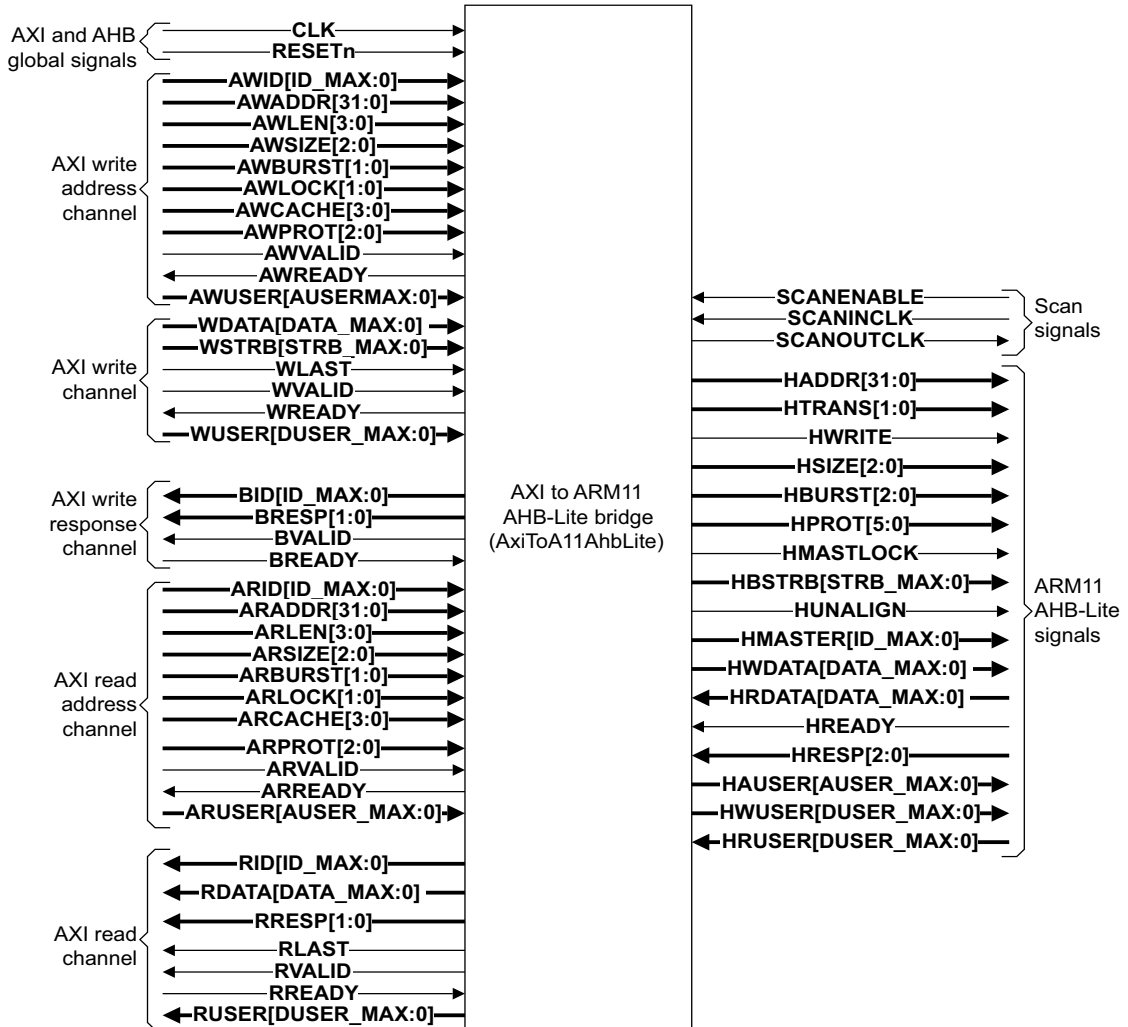 AXI and AHB
global signals
CLK
RESETn
AXI write
address
channel
AWID[ID_MAX:0]
AWADDR[31:0]
AWLEN[3:0]
AWSIZE[2:0]
AWBURST[1:0]
AWLOCK[1:0]
AWCACHE[3:0]
AWPROT[2:0]
AWVALID
AWREADY
AWUSER[AUSERMAX:0]
AXI write
channel
WDATA[DATA_MAX:0]
WSTRB[STRB_MAX:0]
WLAST
WVALID
WREADY
WUSER[DUSER_MAX:0]
AXI write
response
channel
BID[ID_MAX:0]
BRESP[1:0]
BVALID
BREADY
AXI read
address
channel
ARID[ID_MAX:0]
ARADDR[31:0]
ARLEN[3:0]
ARSIZE[2:0]
ARBURST[1:0]
ARLOCK[1:0]
ARCACHE[3:0]
ARPROT[2:0]
ARVALID
ARREADY
ARUSER[AUSER_MAX:0]
AXI read
channel
RID[ID_MAX:0]
RDATA[DATA_MAX:0]
RRESP[1:0]
RLAST
RVALID
RREADY
RUSER[DUSER_MAX:0]
AXI to ARM11
AHB-Lite bridge
(AxiToA11AhbLite)
SCANENABLE
SCANINCLK
SCANOUTCLK
Scan
signals
HADDR[31:0]
HTRANS[1:0]
HWRITE
HSIZE[2:0]
HBURST[2:0]
HPROT[5:0]
HMASTLOCK
HBSTRB[STRB_MAX:0]
HUNALIGN
HMASTER[ID_MAX:0]
HWDATA[DATA_MAX:0]
HRDATA[DATA_MAX:0]
HREADY
HRESP[2:0]
HAUSER[AUSER_MAX:0]
HWUSER[DUSER_MAX:0]
HRUSER[DUSER_MAX:0]
ARM11
AHB-Lite
signals